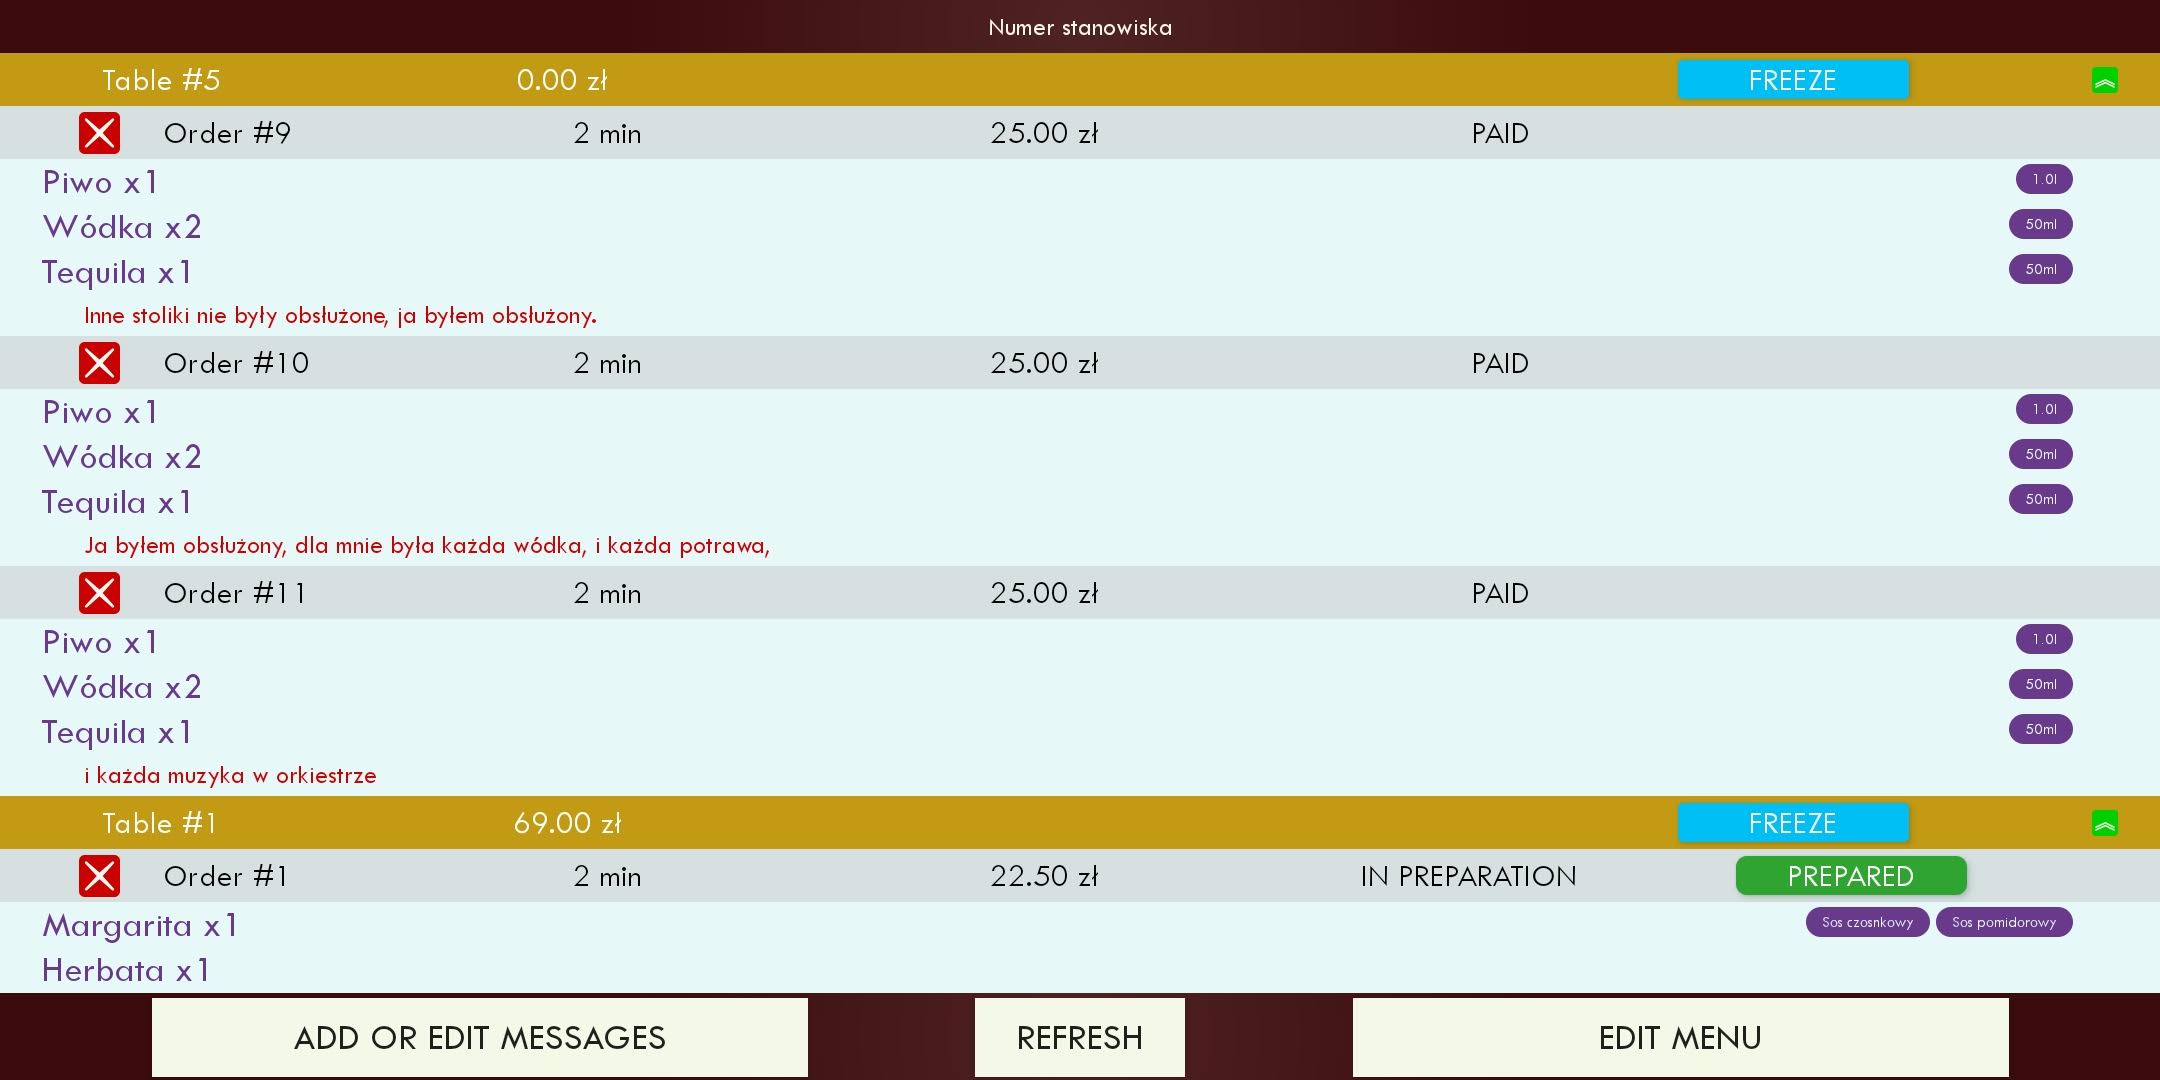 Numer stanowiska
Table #5 0.00 zł FREEZE
Order #9 2 min 25.00 zł PAID
Piwo x1 1.0l
Wódka x2 50ml
Tequila x1 50ml
Inne stoliki nie były obsłużone, ja byłem obsłużony.
Order #10 2 min 25.00 zł PAID
Piwo x1 1.0l
Wódka x2 50ml
Tequila x1 50ml
Ja byłem obsłużony, dla mnie była każda wódka, i każda potrawa,
Order #11 2 min 25.00 zł PAID
Piwo x1 1.0l
Wódka x2 50ml
Tequila x1 50ml
i każda muzyka w orkiestrze
Table #1 69.00 zł FREEZE
Order #1 2 min 22.50 zł IN PREPARATION PREPARED
Margarita x1 Sos czosnkowy Sos pomidorowy
Herbata x1
ADD OR EDIT MESSAGES REFRESH EDIT MENU